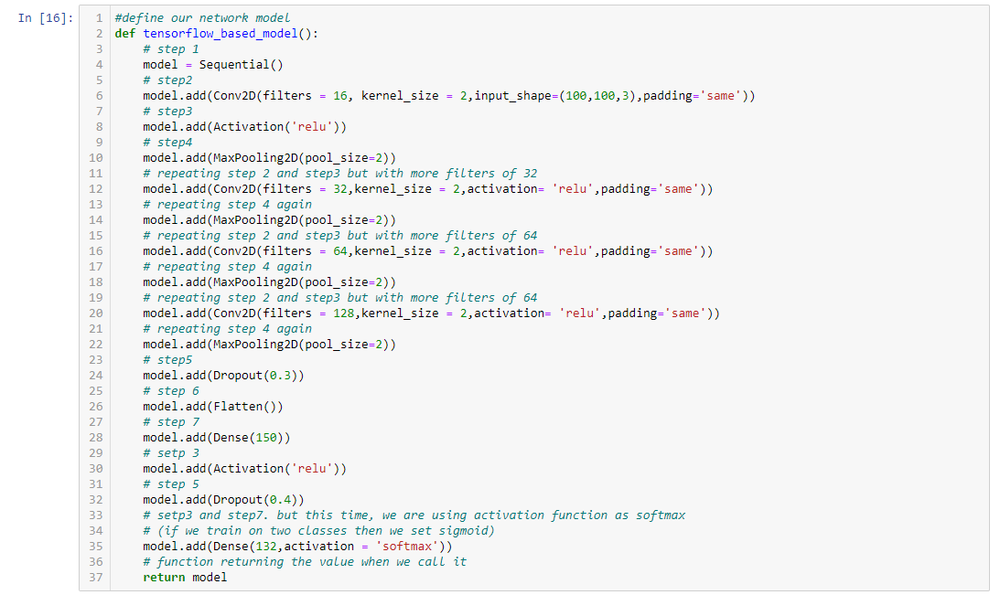 In [16]:
1 #define our network model
2 def tensorflow_based_model():
3     # step 1
4     model = Sequential()
5     # step2
6     model.add(Conv2D(filters = 16, kernel_size = 2,input_shape=(100,100,3),padding='same'))
7     # step3
8     model.add(Activation('relu'))
9     # step4
10     model.add(MaxPooling2D(pool_size=2))
11     # repeating step 2 and step3 but with more filters of 32
12     model.add(Conv2D(filters = 32,kernel_size = 2,activation= 'relu',padding='same'))
13     # repeating step 4 again
14     model.add(MaxPooling2D(pool_size=2))
15     # repeating step 2 and step3 but with more filters of 64
16     model.add(Conv2D(filters = 64,kernel_size = 2,activation= 'relu',padding='same'))
17     # repeating step 4 again
18     model.add(MaxPooling2D(pool_size=2))
19     # repeating step 2 and step3 but with more filters of 64
20     model.add(Conv2D(filters = 128,kernel_size = 2,activation= 'relu',padding='same'))
21     # repeating step 4 again
22     model.add(MaxPooling2D(pool_size=2))
23     # step5
24     model.add(Dropout(0.3))
25     # step 6
26     model.add(Flatten())
27     # step 7
28     model.add(Dense(150))
29     # setp 3
30     model.add(Activation('relu'))
31     # step 5
32     model.add(Dropout(0.4))
33     # setp3 and step7. but this time, we are using activation function as softmax
34     # (if we train on two classes then we set sigmoid)
35     model.add(Dense(132,activation = 'softmax'))
36     # function returning the value when we call it
37     return model